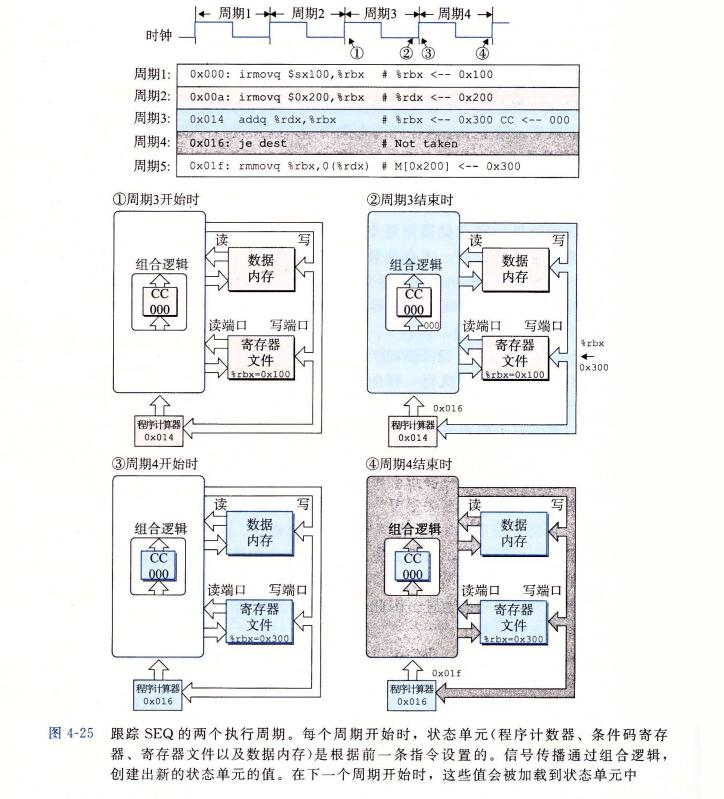 周期1 周期2 周期3 周期4
时钟
① ② ③ ④
周期1: 0x000: irmovq $sx100,%rbx # %rbx <-- 0x100
周期2: 0x00a: irmovq $0x200,%rbx # %rdx <-- 0x200
周期3: 0x014 addq %rdx,%rbx # %rbx <-- 0x300 CC <-- 000
周期4: 0x016: je dest # Not taken
周期5: 0x01f: rmmovq %rbx,0(%rdx) # M[0x200] <-- 0x300
①周期3开始时
组合逻辑
CC
000
读 写
数据
内存
读端口 写端口
寄存器
文件
%rbx=0x100
程序计算器
0x014
②周期3结束时
组合逻辑
CC
000
000
读 写
数据
内存
读端口 写端口
寄存器
文件
%rbx=0x100
%rbx
0x300
0x016
程序计算器
0x014
③周期4开始时
组合逻辑
CC
000
读 写
数据
内存
读端口 写端口
寄存器
文件
%rbx=0x300
程序计算器
0x016
④周期4结束时
组合逻辑
CC
000
读 写
数据
内存
读端口 写端口
寄存器
文件
%rbx=0x300
0x01f
程序计算器
0x016
图 4-25 跟踪 SEQ 的两个执行周期。每个周期开始时，状态单元(程序计数器、条件码寄存
器、寄存器文件以及数据内存)是根据前一条指令设置的。信号传播通过组合逻辑，
创建出新的状态单元的值。在下一个周期开始时，这些值会被加载到状态单元中